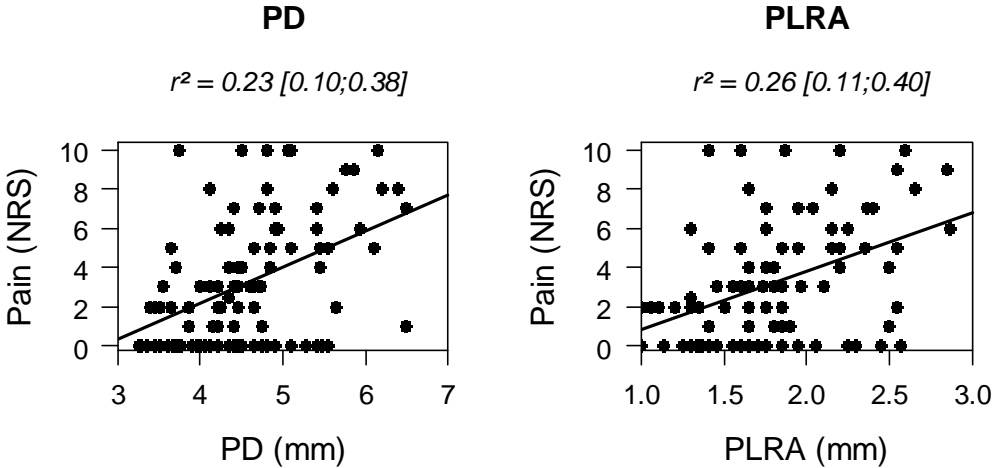 PD
r² = 0.23 [0.10;0.38]
10
8
6
4
2
0
Pain (NRS)
3 4 5 6 7
PD (mm)
PLRA
r² = 0.26 [0.11;0.40]
10
8
6
4
2
0
Pain (NRS)
1.0 1.5 2.0 2.5 3.0
PLRA (mm)